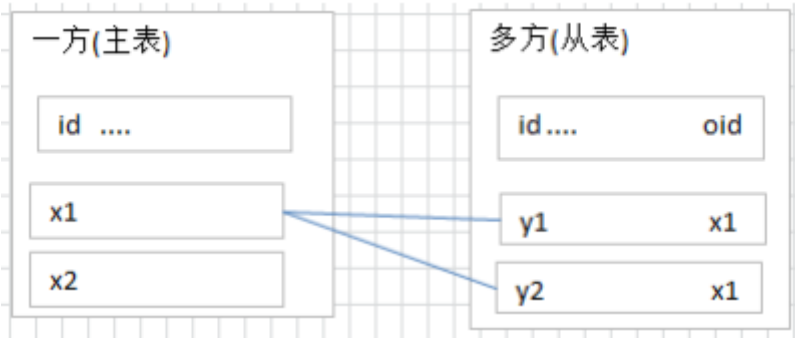 一方(主表)
id ....
x1
x2
多方(从表)
id.... oid
y1 x1
y2 x1